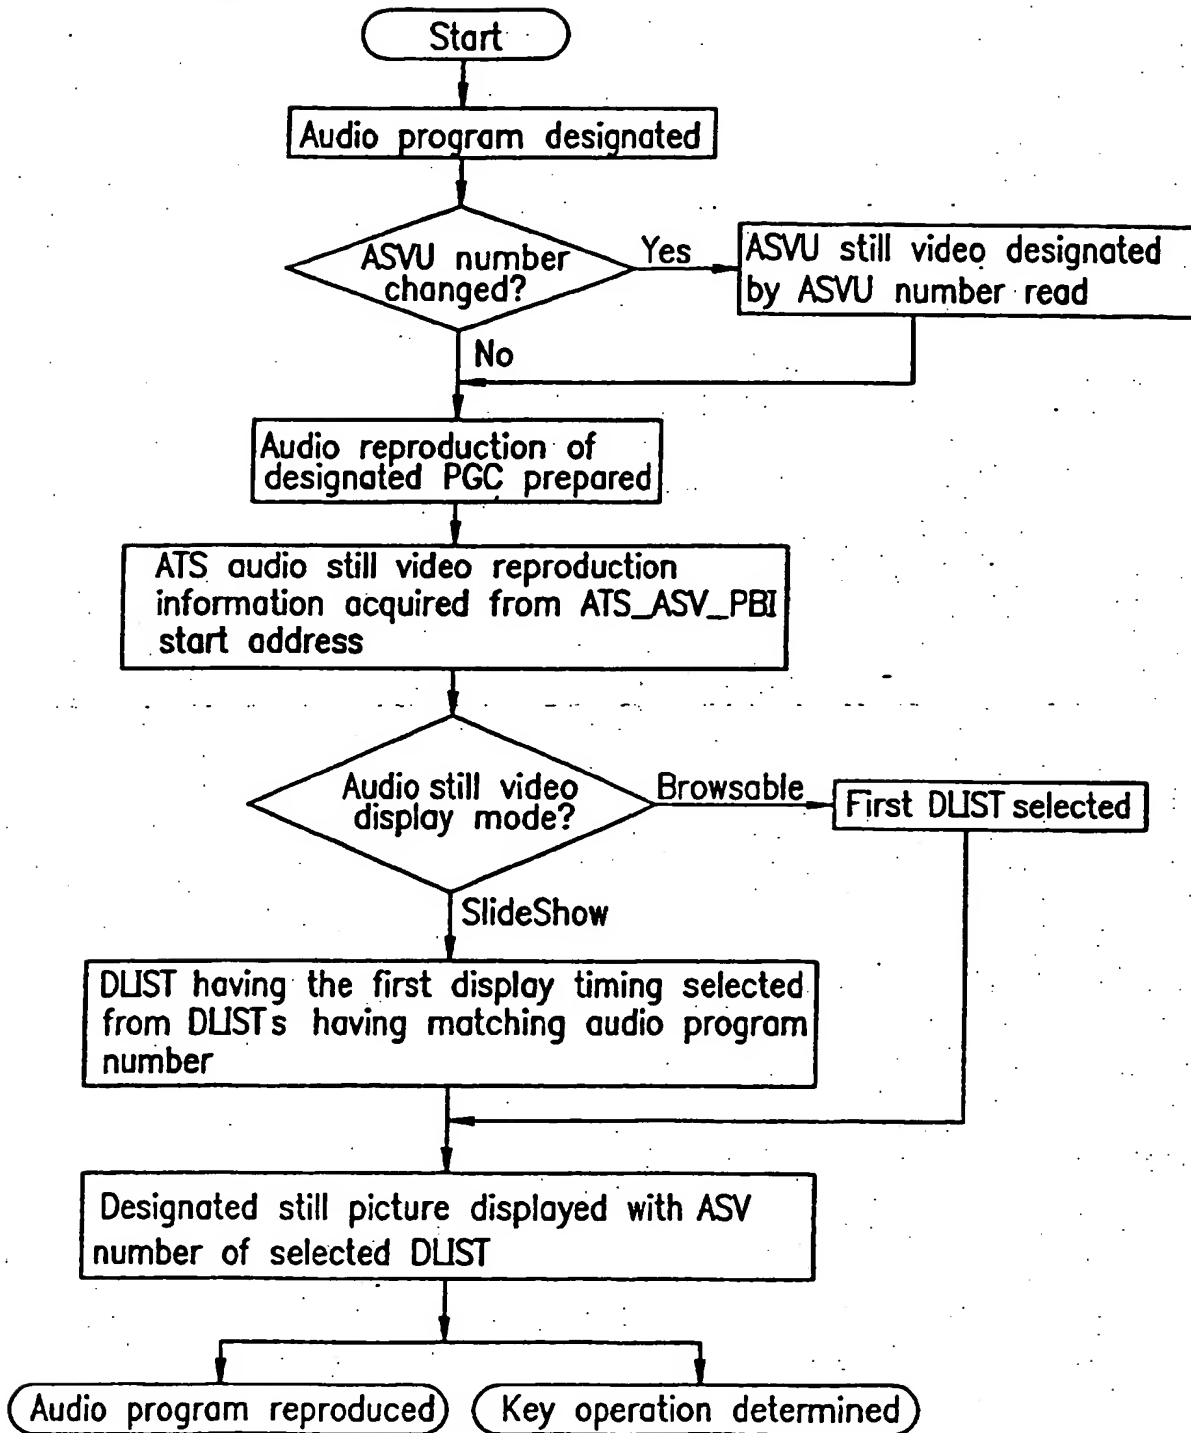 Start
Audio program designated
ASVU number
changed?
Yes
ASVU still video designated
by ASVU number read
No
Audio reproduction of
designated PGC prepared
ATS audio still video reproduction
information acquired from ATS_ASV_PBI
start address
Audio still video
display mode?
Browsable
First DLIST selected
SlideShow
DLIST having the first display timing selected
from DLISTs having matching audio program
number
Designated still picture displayed with ASV
number of selected DLIST
Audio program reproduced
Key operation determined